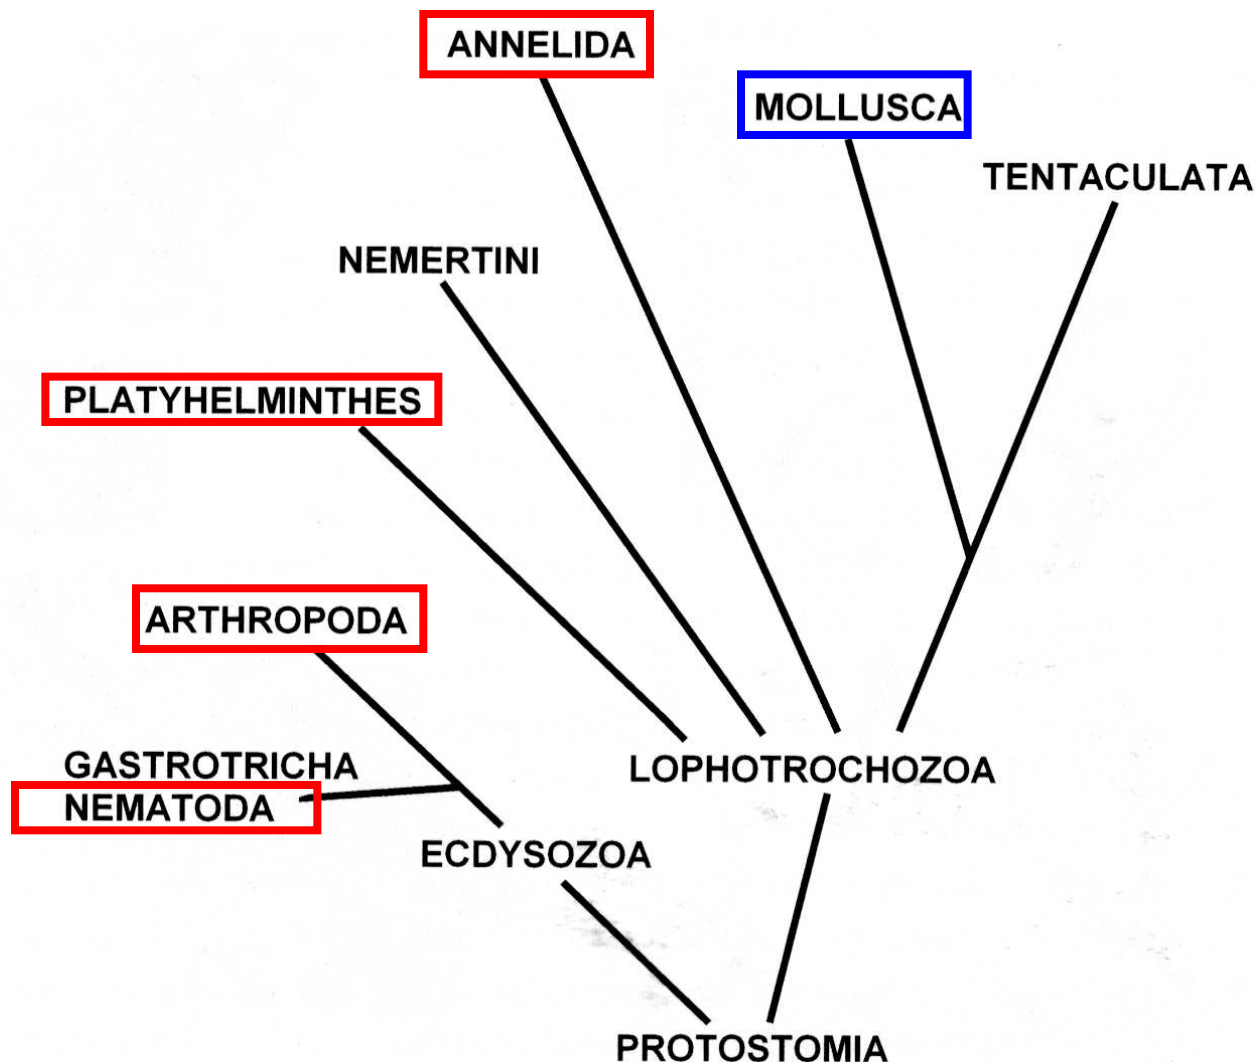 ANNELIDA
MOLLUSCA
TENTACULATA
NEMERTINI
PLATYHELMINTHES
ARTHROPODA
GASTROTRICHA
NEMATODA
LOPHOTROCHOZOA
ECDYSOZOA
PROTOSTOMIA